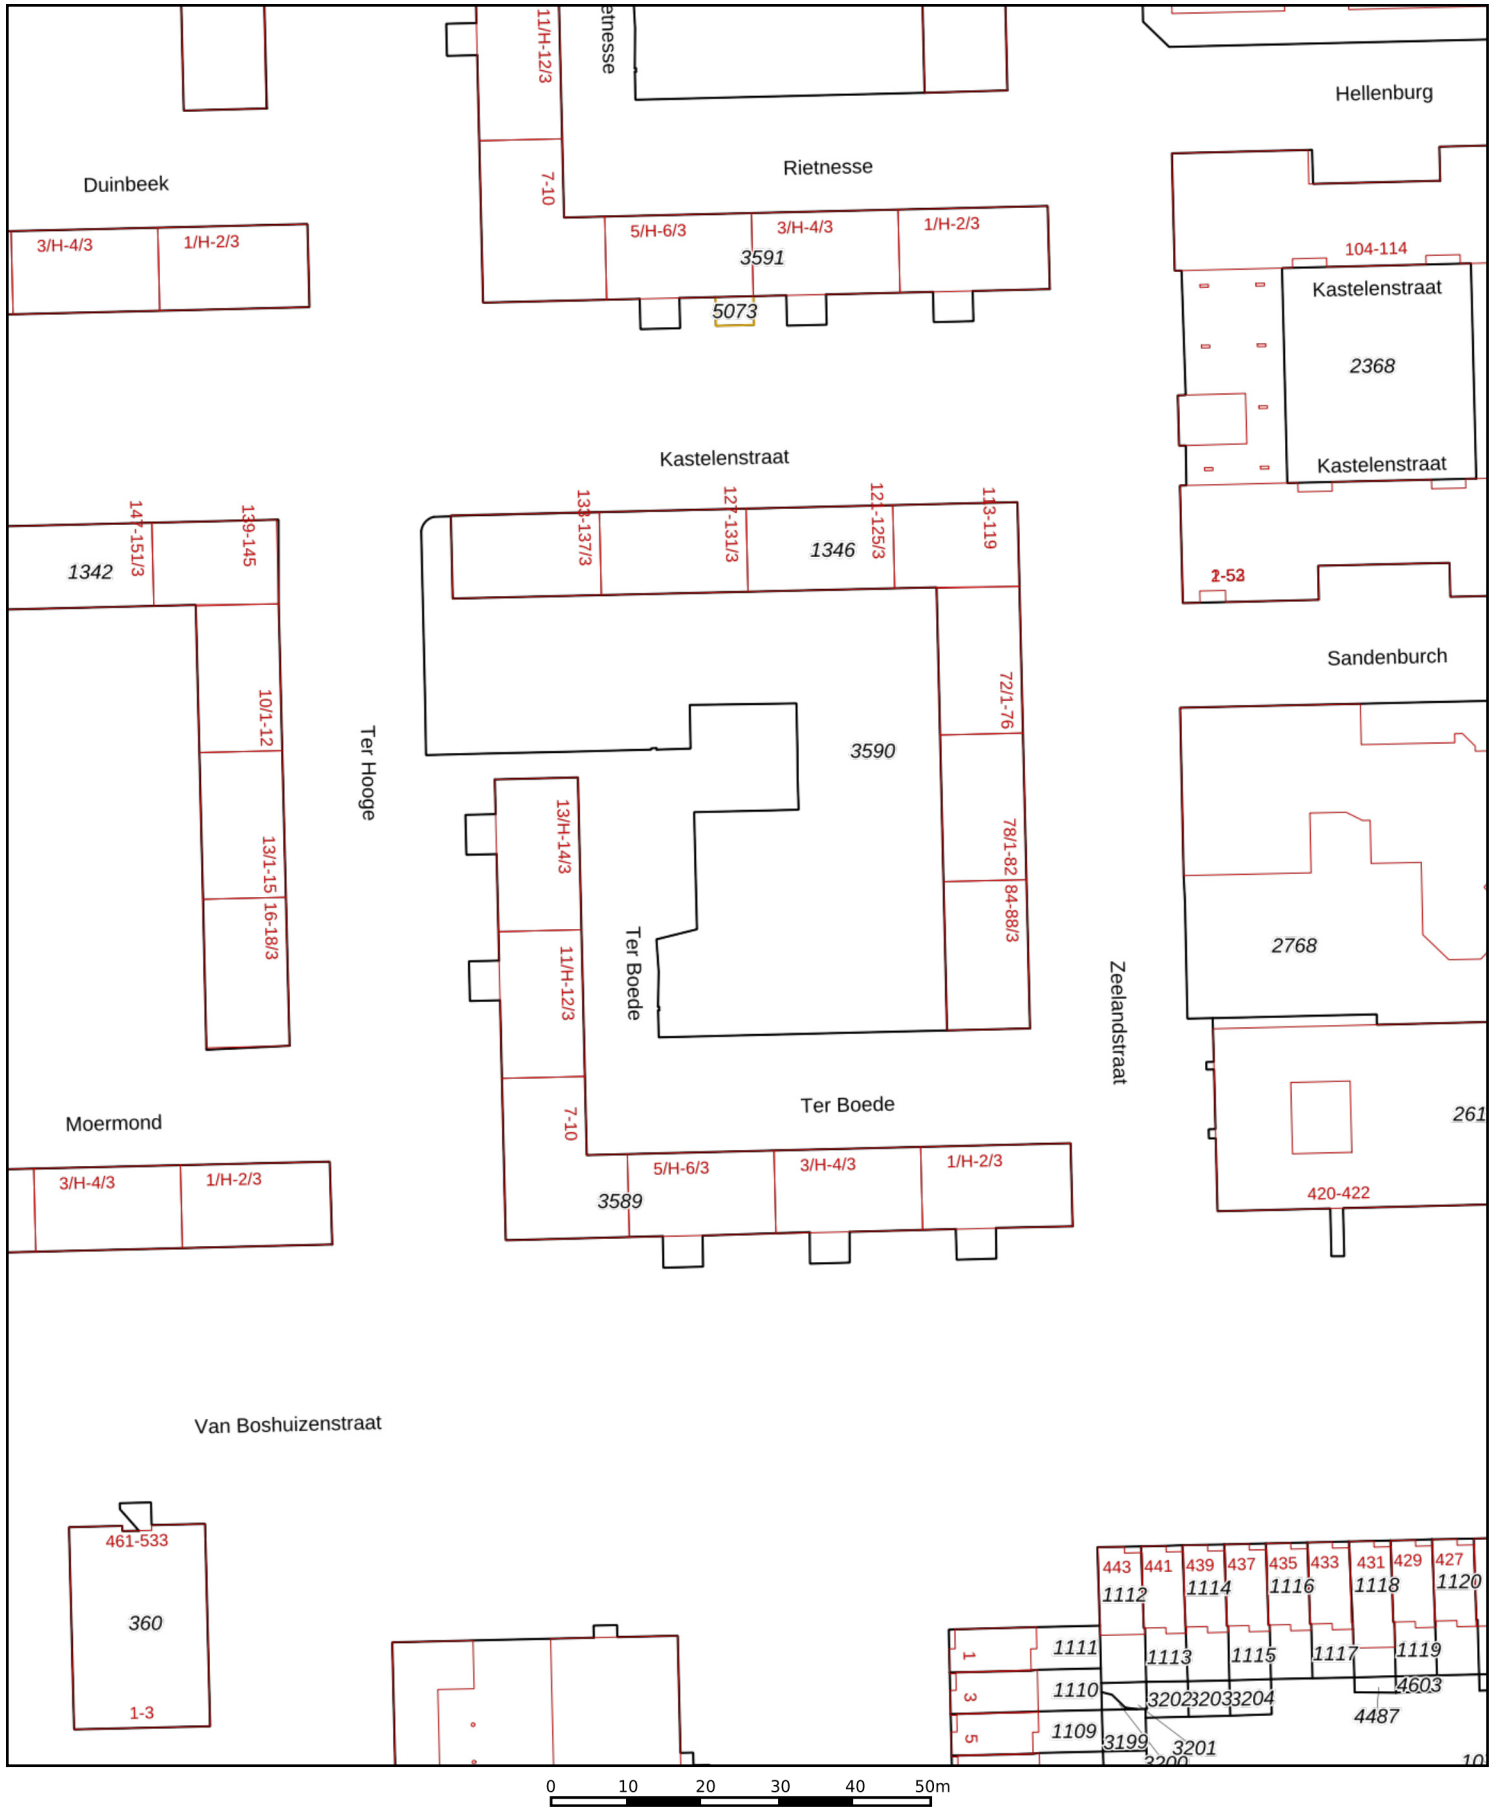 11/H-12/3
etnesse
Hellenburg
Duinbeek
Rietnesse
7-10
3/H-4/3
1/H-2/3
5/H-6/3
3/H-4/3
1/H-2/3
3591
5073
104-114
Kastelenstraat
2368
Kastelenstraat
Kastelenstraat
147-151/3
139-145
133-137/3
127-131/3
121-125/3
113-119
1342
1346
Sandenburch
10/1-12
72/1-76
Ter Hooge
3590
13/H-14/3
13/1-15
78/1-82
16-18/3
84-88/3
11/H-12/3
Ter Boede
2768
Zeelandstraat
Moermond
7-10
Ter Boede
261
3/H-4/3
1/H-2/3
5/H-6/3
3/H-4/3
1/H-2/3
3589
420-422
Van Boshuizenstraat
461-533
360
1-3
443
441
439
437
435
433
431
429
427
1112
1114
1116
1118
1120
1
1111
1113
1115
1117
1119
3
1110
3202
3203
3204
4603
4487
5
1109
3199
3201
3200
10
0 10 20 30 40 50m